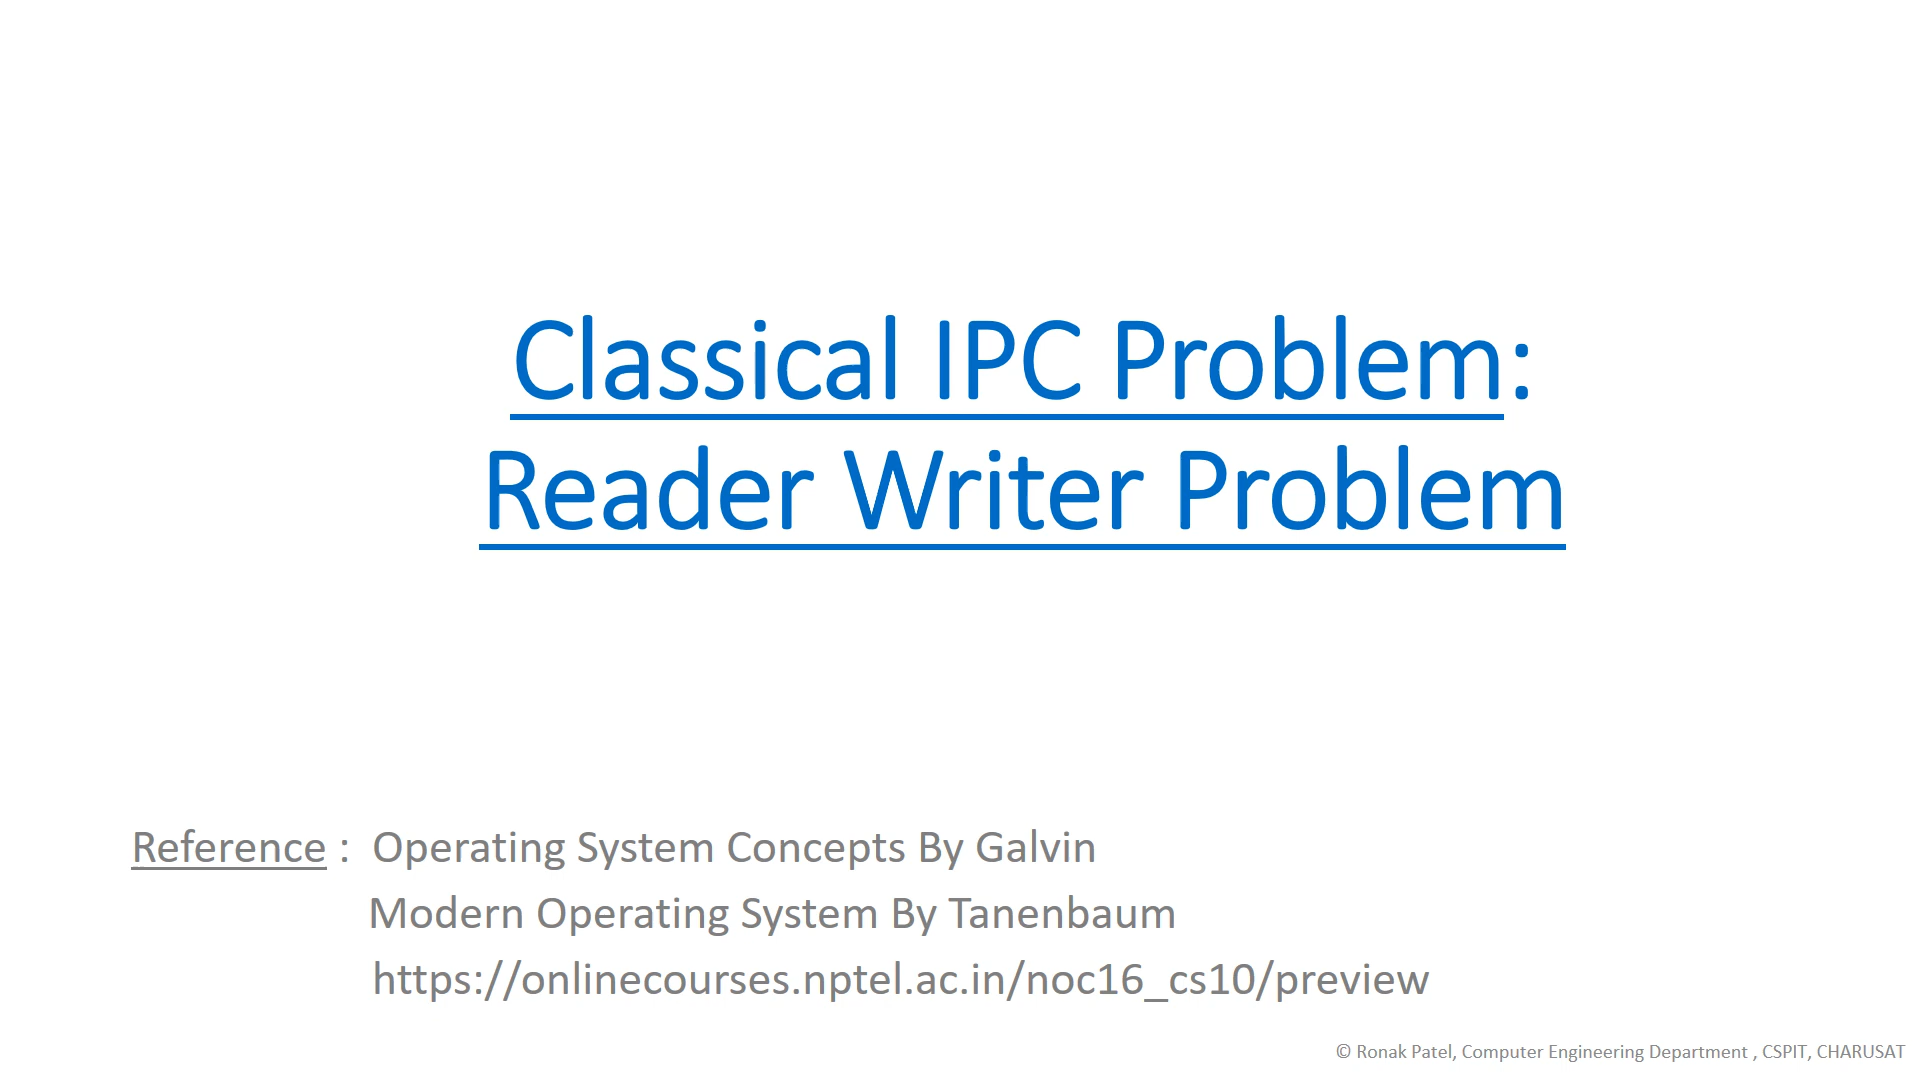 Classical IPC Problem:
Reader Writer Problem
Reference : Operating System Concepts By Galvin
Modern Operating System By Tanenbaum
https://onlinecourses.nptel.ac.in/noc16_cs10/preview
© Ronak Patel, Computer Engineering Department , CSPIT, CHARUSAT